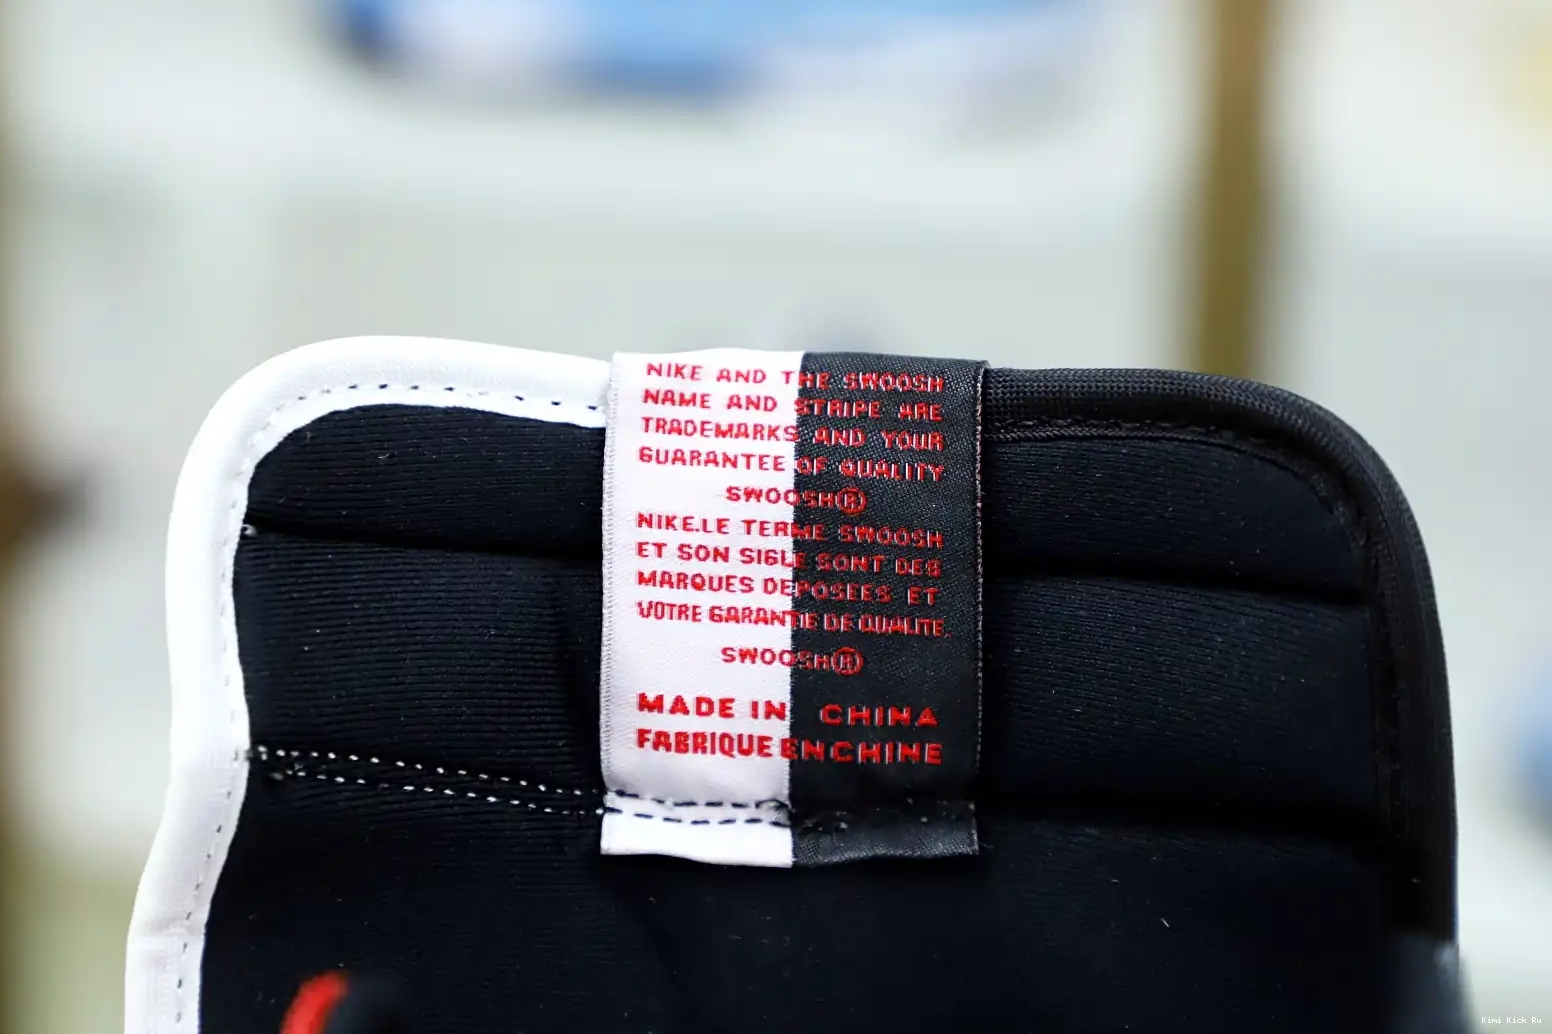 NIKE AND THE SWOOSH
NAME AND STRIPE ARE
TRADEMARKS AND YOUR
GUARANTEE OF QUALITY
SWOOSH®
NIKE.LE TERME SWOOSH
ET SON SIGLE SONT DES
MARQUES DEPOSEES ET
VOTRE GARANTIE DE QUALITE.
SWOOSH®
MADE IN CHINA
FABRIQUE EN CHINE
Kimi Kick Ru